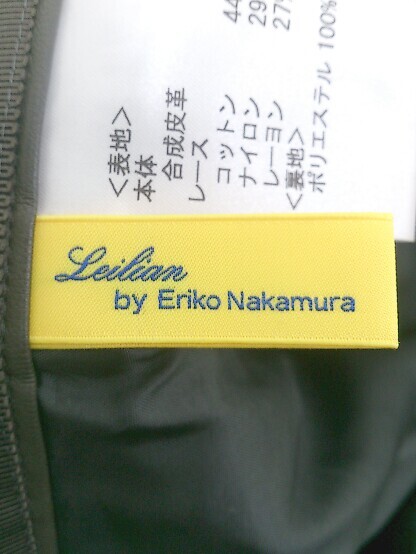 <表地>
本体
合成皮革
レース
コットン 44
ナイロン 29
レーヨン 27%
<裏地>
ポリエステル 100%
Leilian
by Eriko Nakamura